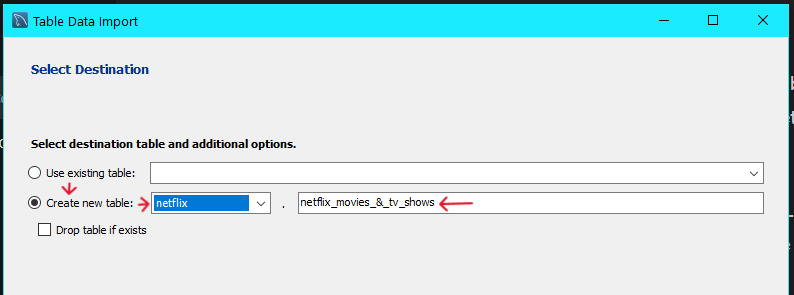 Table Data Import
Select Destination
Select destination table and additional options.
Use existing table:
Create new table: netflix . netflix_movies_&_tv_shows
Drop table if exists